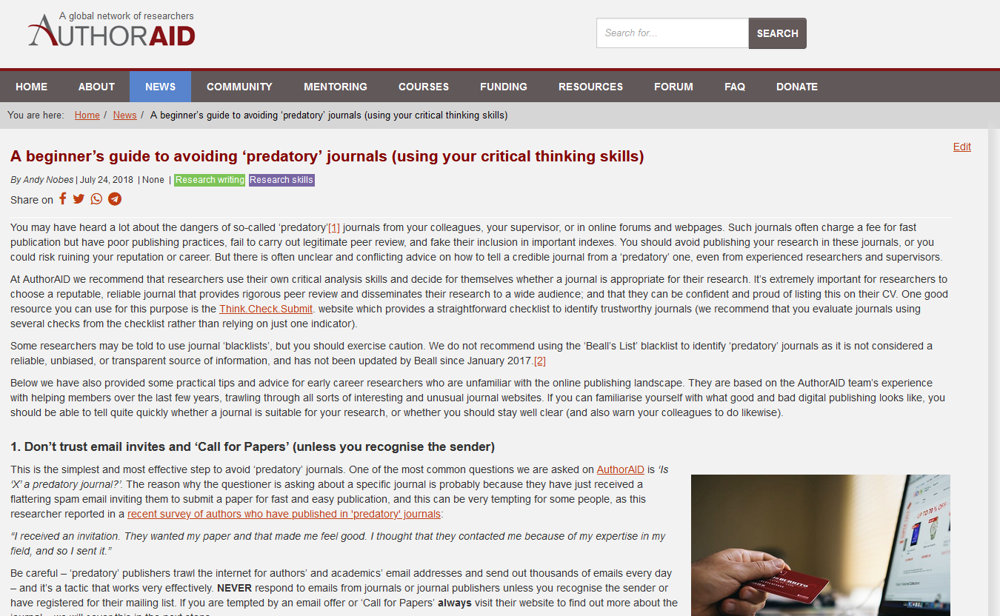 A global network of researchers
AUTHORAID
Search for...
SEARCH
HOME ABOUT NEWS COMMUNITY MENTORING COURSES FUNDING RESOURCES FORUM FAQ DONATE
You are here: Home / News / A beginner’s guide to avoiding ‘predatory’ journals (using your critical thinking skills)
Edit
A beginner’s guide to avoiding ‘predatory’ journals (using your critical thinking skills)
By Andy Nobes | July 24, 2018 | None | Research writing Research skills
Share on
You may have heard a lot about the dangers of so-called ‘predatory’[1] journals from your colleagues, your supervisor, or in online forums and webpages. Such journals often charge a fee for fast
publication but have poor publishing practices, fail to carry out legitimate peer review, and fake their inclusion in important indexes. You should avoid publishing your research in these journals, or you
could risk ruining your reputation or career. But there is often unclear and conflicting advice on how to tell a credible journal from a ‘predatory’ one, even from experienced researchers and supervisors.
At AuthorAID we recommend that researchers use their own critical analysis skills and decide for themselves whether a journal is appropriate for their research. It’s extremely important for researchers to
choose a reputable, reliable journal that provides rigorous peer review and disseminates their research to a wide audience; and that they can be confident and proud of listing this on their CV. One good
resource you can use for this purpose is the Think.Check.Submit. website which provides a straightforward checklist to identify trustworthy journals (we recommend that you evaluate journals using
several checks from the checklist rather than relying on just one indicator).
Some researchers may be told to use journal ‘blacklists’, but you should exercise caution. We do not recommend using the ‘Beall’s List’ blacklist to identify ‘predatory’ journals as it is not considered a
reliable, unbiased, or transparent source of information, and has not been updated by Beall since January 2017.[2]
Below we have also provided some practical tips and advice for early career researchers who are unfamiliar with the online publishing landscape. They are based on the AuthorAID team’s experience
with helping members over the last few years, trawling through all sorts of interesting and unusual journal websites. If you can familiarise yourself with what good and bad digital publishing looks like, you
should be able to tell quite quickly whether a journal is suitable for your research, or whether you should stay well clear (and also warn your colleagues to do likewise).
1. Don’t trust email invites and ‘Call for Papers’ (unless you recognise the sender)
This is the simplest and most effective step to avoid ‘predatory’ journals. One of the most common questions we are asked on AuthorAID is ‘Is
‘X’ a predatory journal?’. The reason why the questioner is asking about a specific journal is probably because they have just received a
flattering spam email inviting them to submit a paper for fast and easy publication, and this can be very tempting for some people, as this
researcher reported in a recent survey of authors who have published in 'predatory' journals:
“I received an invitation. They wanted my paper and that made me feel good. I thought that they contacted me because of my expertise in my
field, and so I sent it.”
Be careful – ‘predatory’ publishers trawl the internet for authors’ and academics’ email addresses and send out thousands of emails every day
– and it’s a tactic that works very effectively. NEVER respond to emails from journals or journal publishers unless you recognise the sender or
have registered for their mailing list. If you are tempted by an email offer or ‘Call for Papers’ always visit their website to find out more about the
journal – we will cover this in the next steps.
UP TO 70% OFF